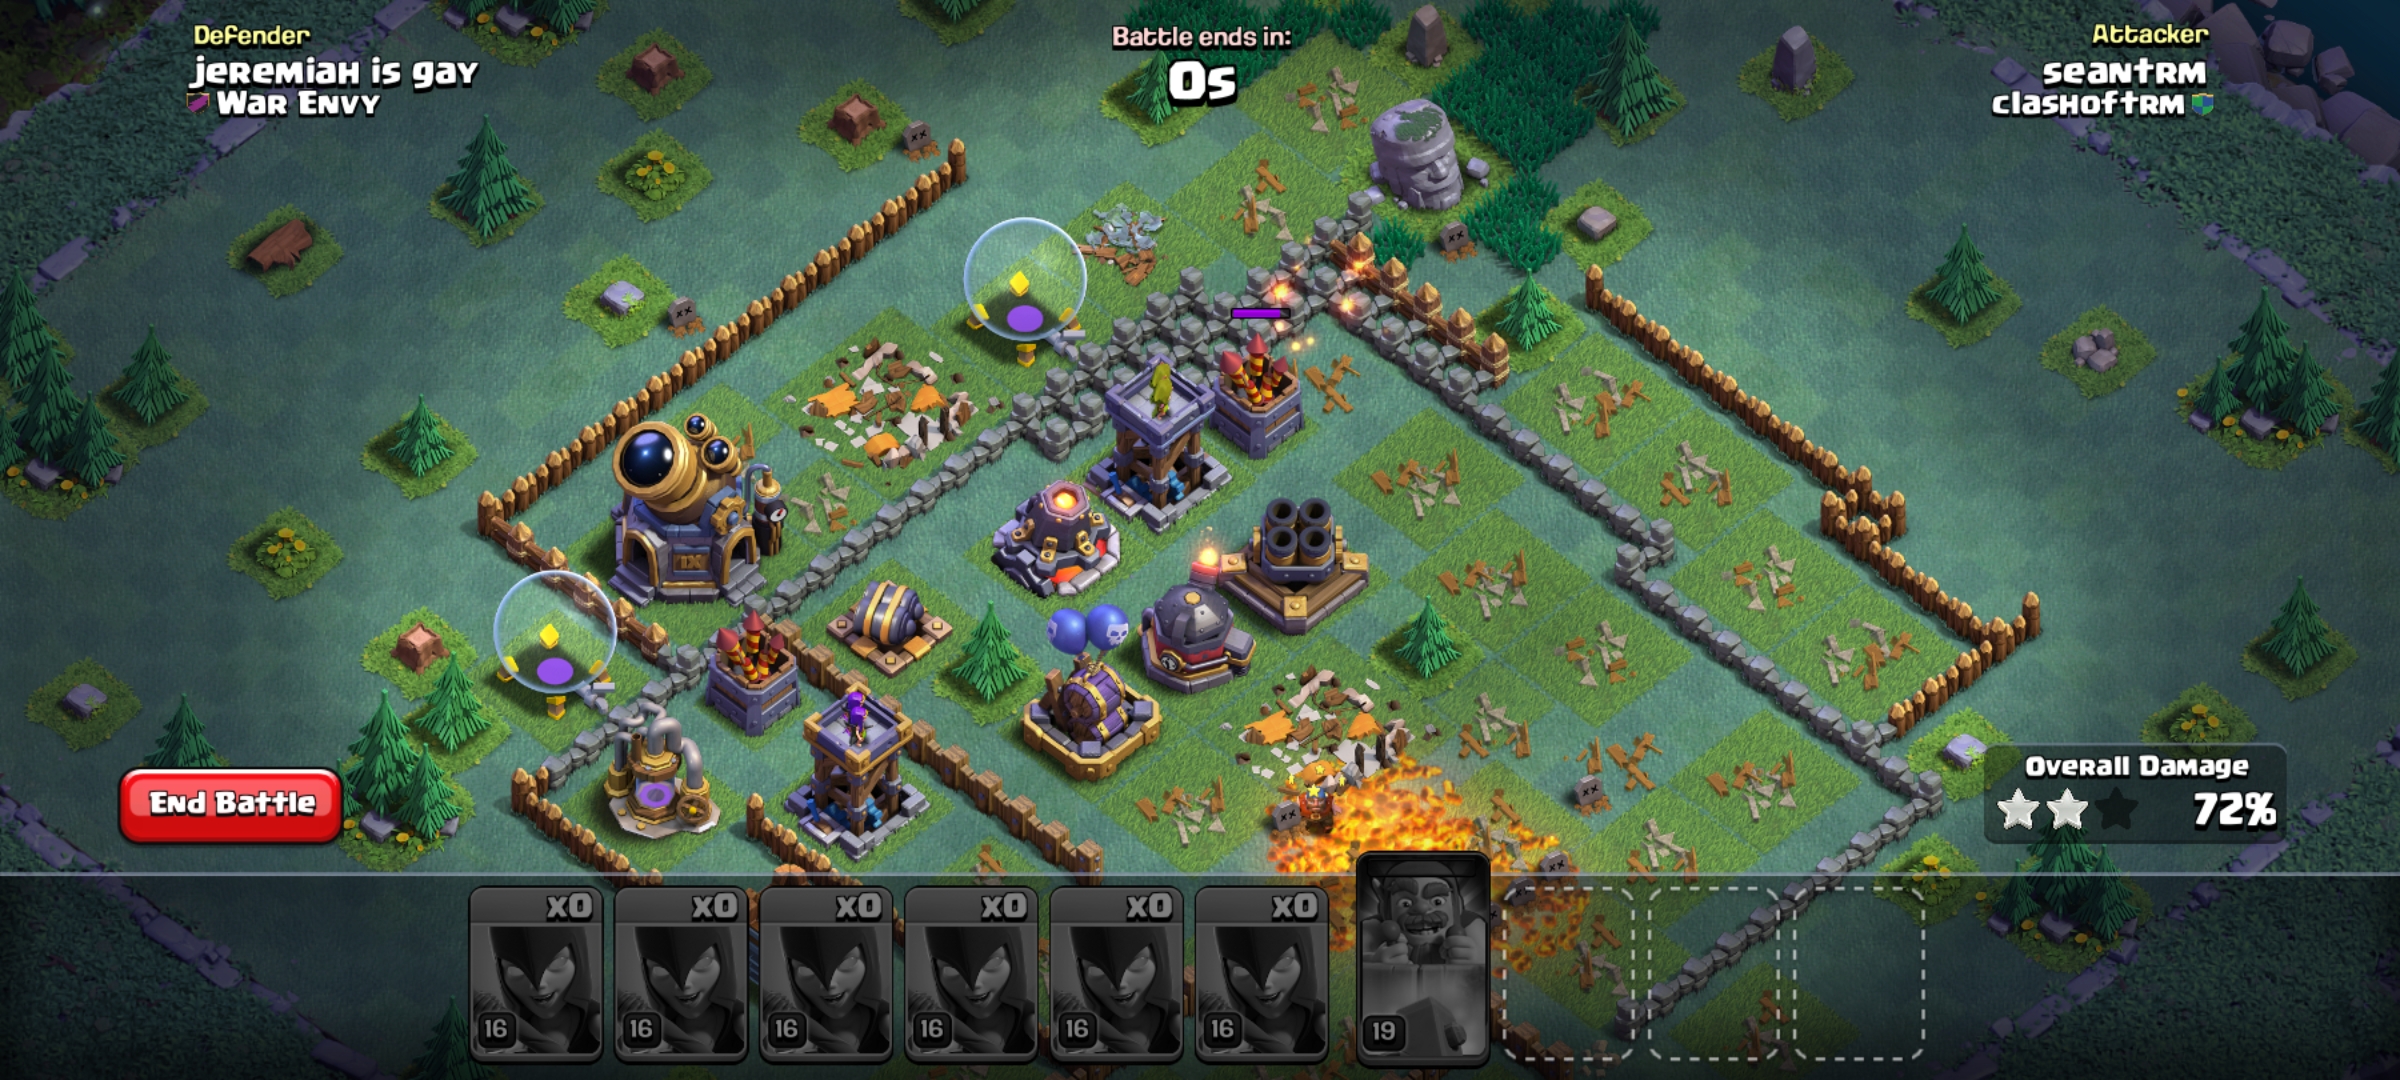 Defender
jeremiah is gay
War Envy
Battle ends in:
0s
Attacker
seantrm
clashoftrm
End Battle
Overall Damage
72%
x0
x0
x0
x0
x0
x0
16
16
16
16
16
16
19